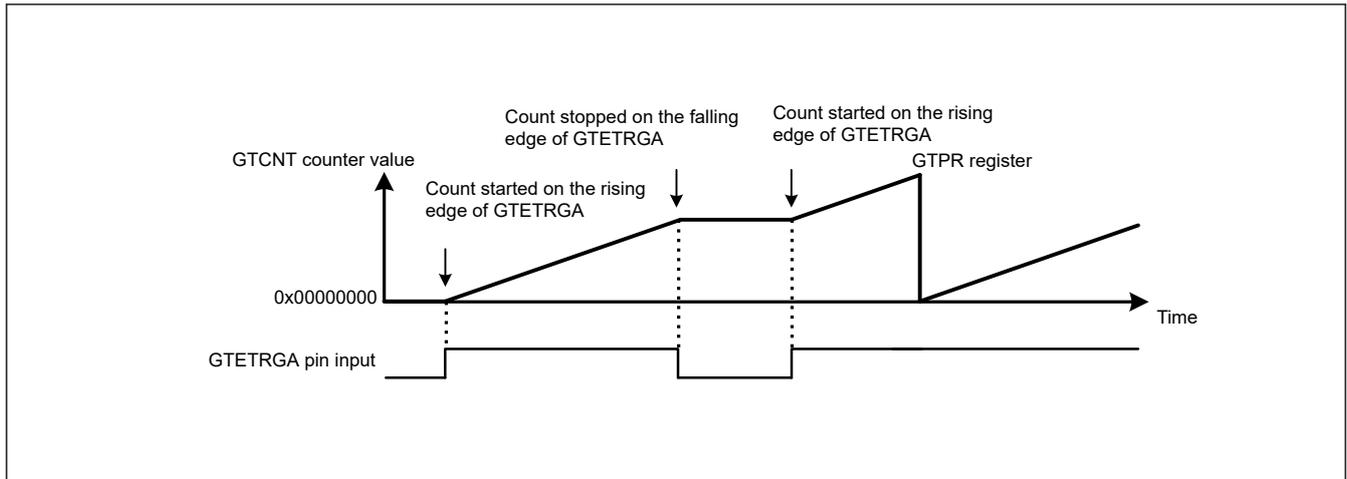 Count stopped on the falling
edge of GTETRGA
Count started on the rising
edge of GTETRGA
GTCNT counter value
GTPR register
Count started on the rising
edge of GTETRGA
0x00000000
Time
GTETRGA pin input